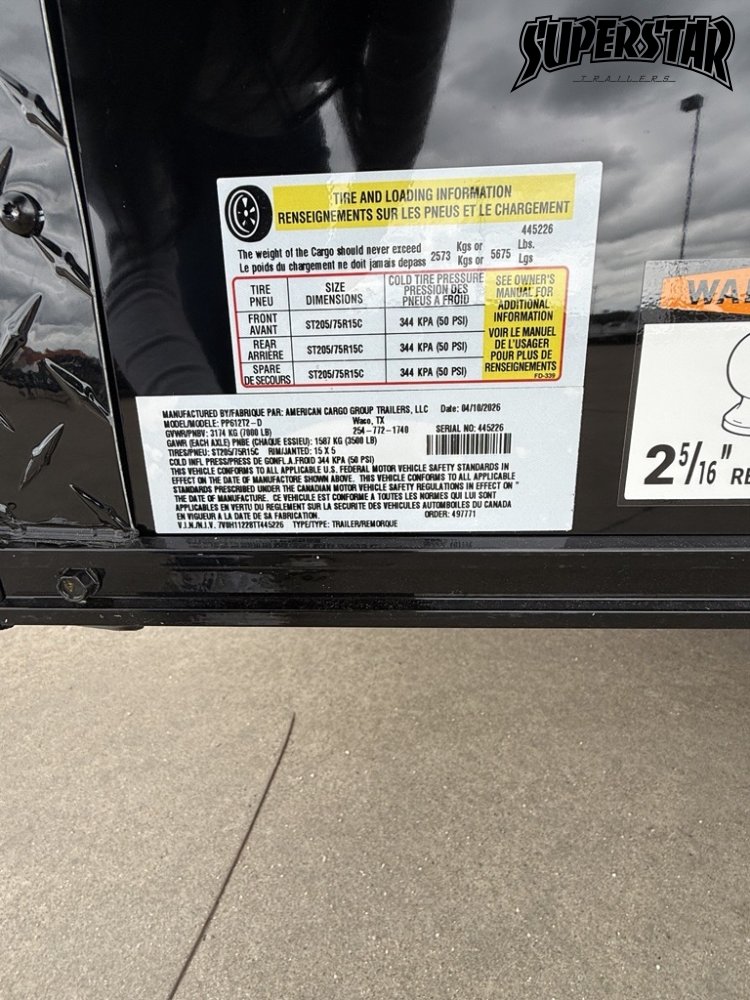 SUPERSTAR
TRAILERS
TIRE AND LOADING INFORMATION
RENSEIGNEMENTS SUR LES PNEUS ET LE CHARGEMENT
445226
The weight of the Cargo should never exceed 2573 Kgs or 5675 Lbs.
Le poids du chargement ne doit jamais depass Kgs or Lgs
TIRE PNEU
SIZE DIMENSIONS
COLD TIRE PRESSURE PRESSION DES PNEUS A FROID
FRONT AVANT ST205/75R15C 344 KPA (50 PSI)
REAR ARRIÈRE ST205/75R15C 344 KPA (50 PSI)
SPARE DE SECOURS ST205/75R15C 344 KPA (50 PSI)
SEE OWNER'S
MANUAL FOR
ADDITIONAL
INFORMATION
VOIR LE MANUEL
DE L'USAGER
POUR PLUS DE
RENSEIGNEMENTS
FD-339
MANUFACTURED BY/FABRIQUE PAR: AMERICAN CARGO GROUP TRAILERS, LLC Date: 04/10/2026
MODEL/MODELE: PP612T2-D Waco, TX
GVWR/PNBV: 3174 KG (7000 LB) 254-772-1740 SERIAL NO: 445226
GAWR (EACH AXLE) PNBE (CHAQUE ESSIEU): 1587 KG (3500 LB)
TIRES/PNEU: ST205/75R15C RIM/JANTED: 15 X 5
COLD INFL PRESS/PRESS DE GONFL A FROID 344 KPA (50 PSI)
THIS VEHICLE CONFORMS TO ALL APPLICABLE U.S. FEDERAL MOTOR VEHICLE SAFETY STANDARDS IN
EFFECT ON THE DATE OF MANUFACTURE SHOWN ABOVE. THIS VEHICLE CONFORMS TO ALL APPLICABLE
STANDARDS PRESCRIBED UNDER THE CANADIAN MOTOR VEHICLE SAFETY REGULATIONS IN EFFECT ON "
THE DATE OF MANUFACTURE. CE VEHICULE EST CONFORME A TOUTES LES NORMES QUI LUI SONT
APPLICABLES EN VERTU DU REGLEMENT SUR LA SECURITE DES VEHICULES AUTOMBOILES DU CANADA
EN VIGUEUR A LA DATE DE SA FABRICATION. ORDER: 497771
V.I.N./N.I.V. 7V0H11228TT445226 TYPE/TYPE: TRAILER/REMORQUE
2 5/16"